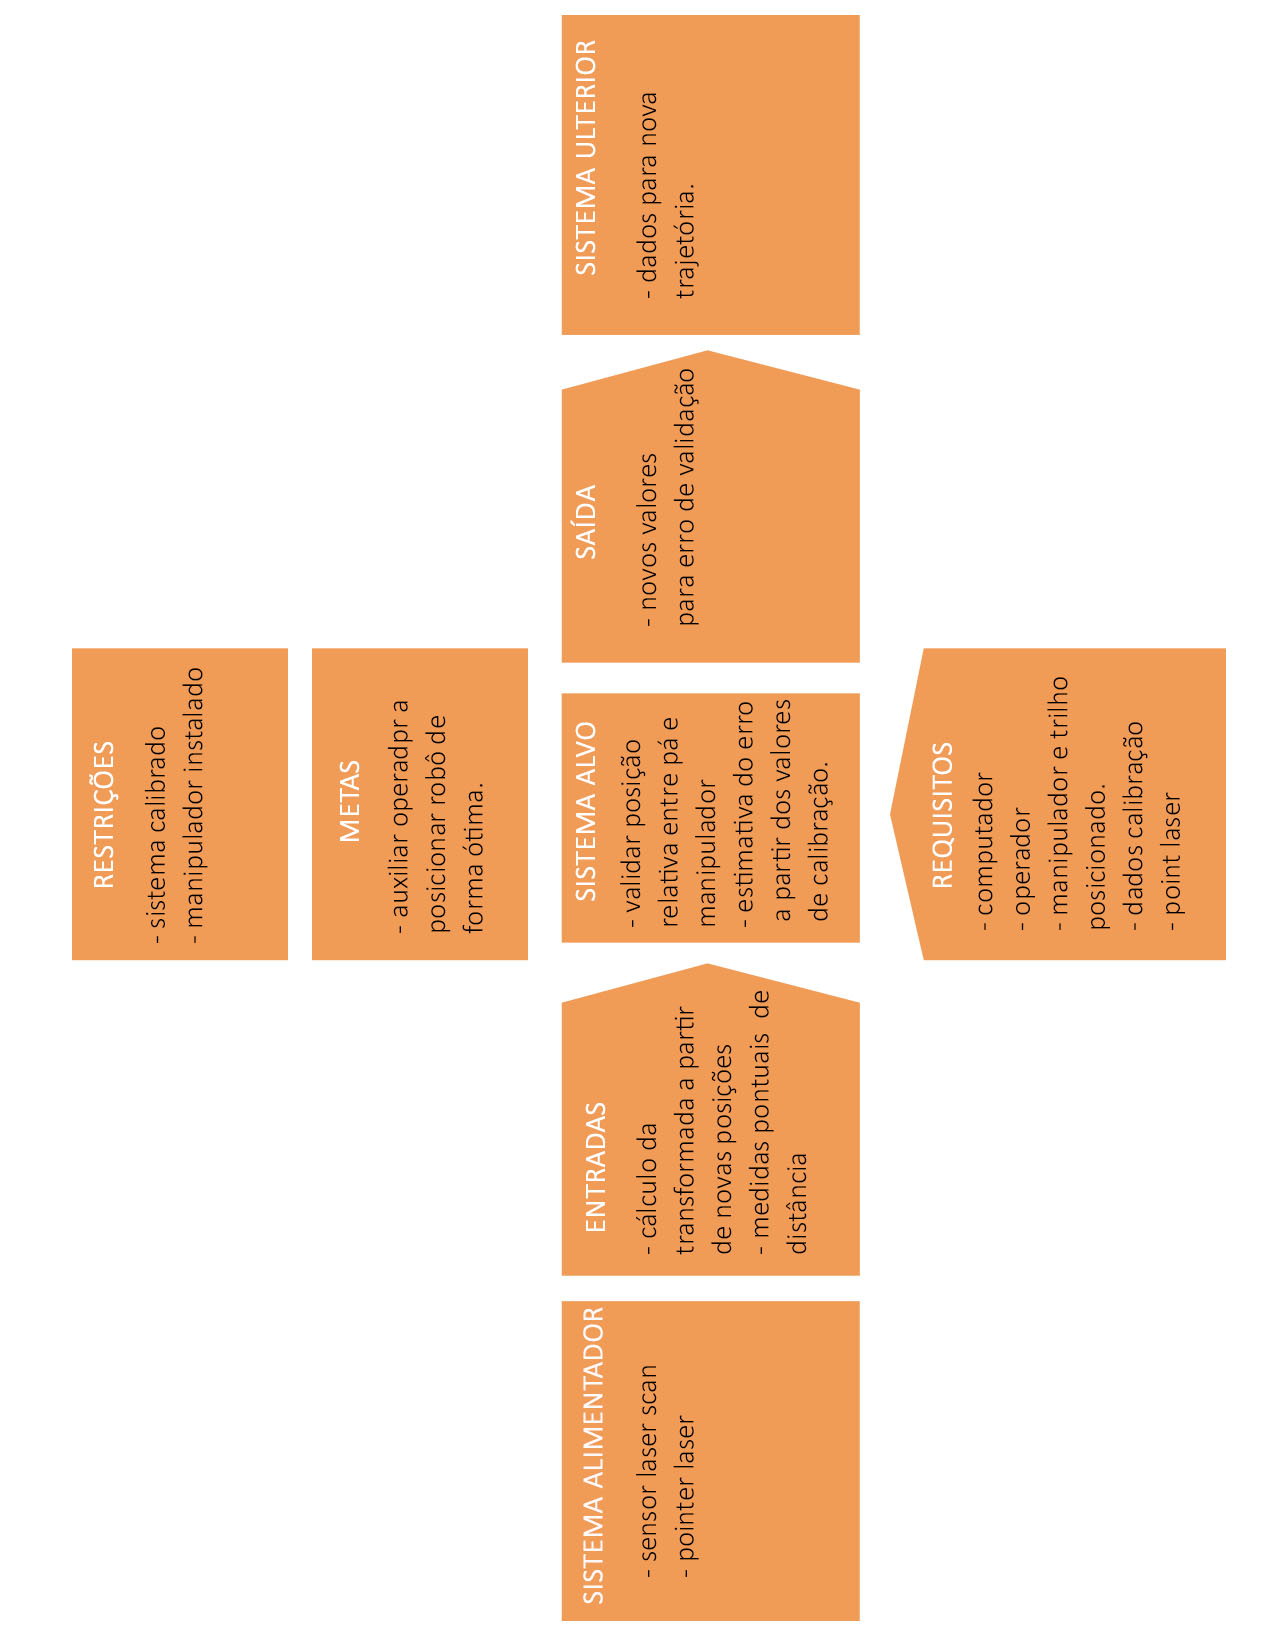 RESTRIÇÕES
- sistema calibrado
- manipulador instalado
METAS
- auxiliar operadpr a
posicionar robô de
forma ótima.
SISTEMA ALIMENTADOR
- sensor laser scan
- pointer laser
ENTRADAS
- cálculo da
transformada a partir
de novas posições
- medidas pontuais de
distância
SISTEMA ALVO
- validar posição
relativa entre pá e
manipulador
- estimativa do erro
a partir dos valores
de calibração.
SAÍDA
- novos valores
para erro de validação
SISTEMA ULTERIOR
- dados para nova
trajetória.
REQUISITOS
- computador
- operador
- manipulador e trilho
posicionado.
- dados calibração
- point laser